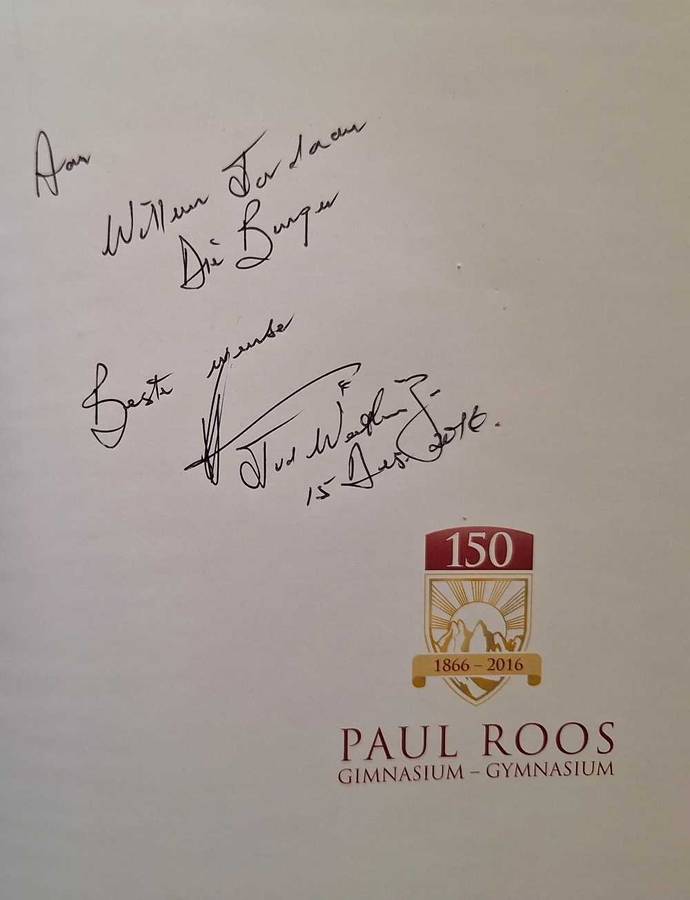 Aan
Willem Jordaan
Die Burger
Beste wense
15 Des. 2016.
150
1866 – 2016
PAUL ROOS
GIMNASIUM – GYMNASIUM